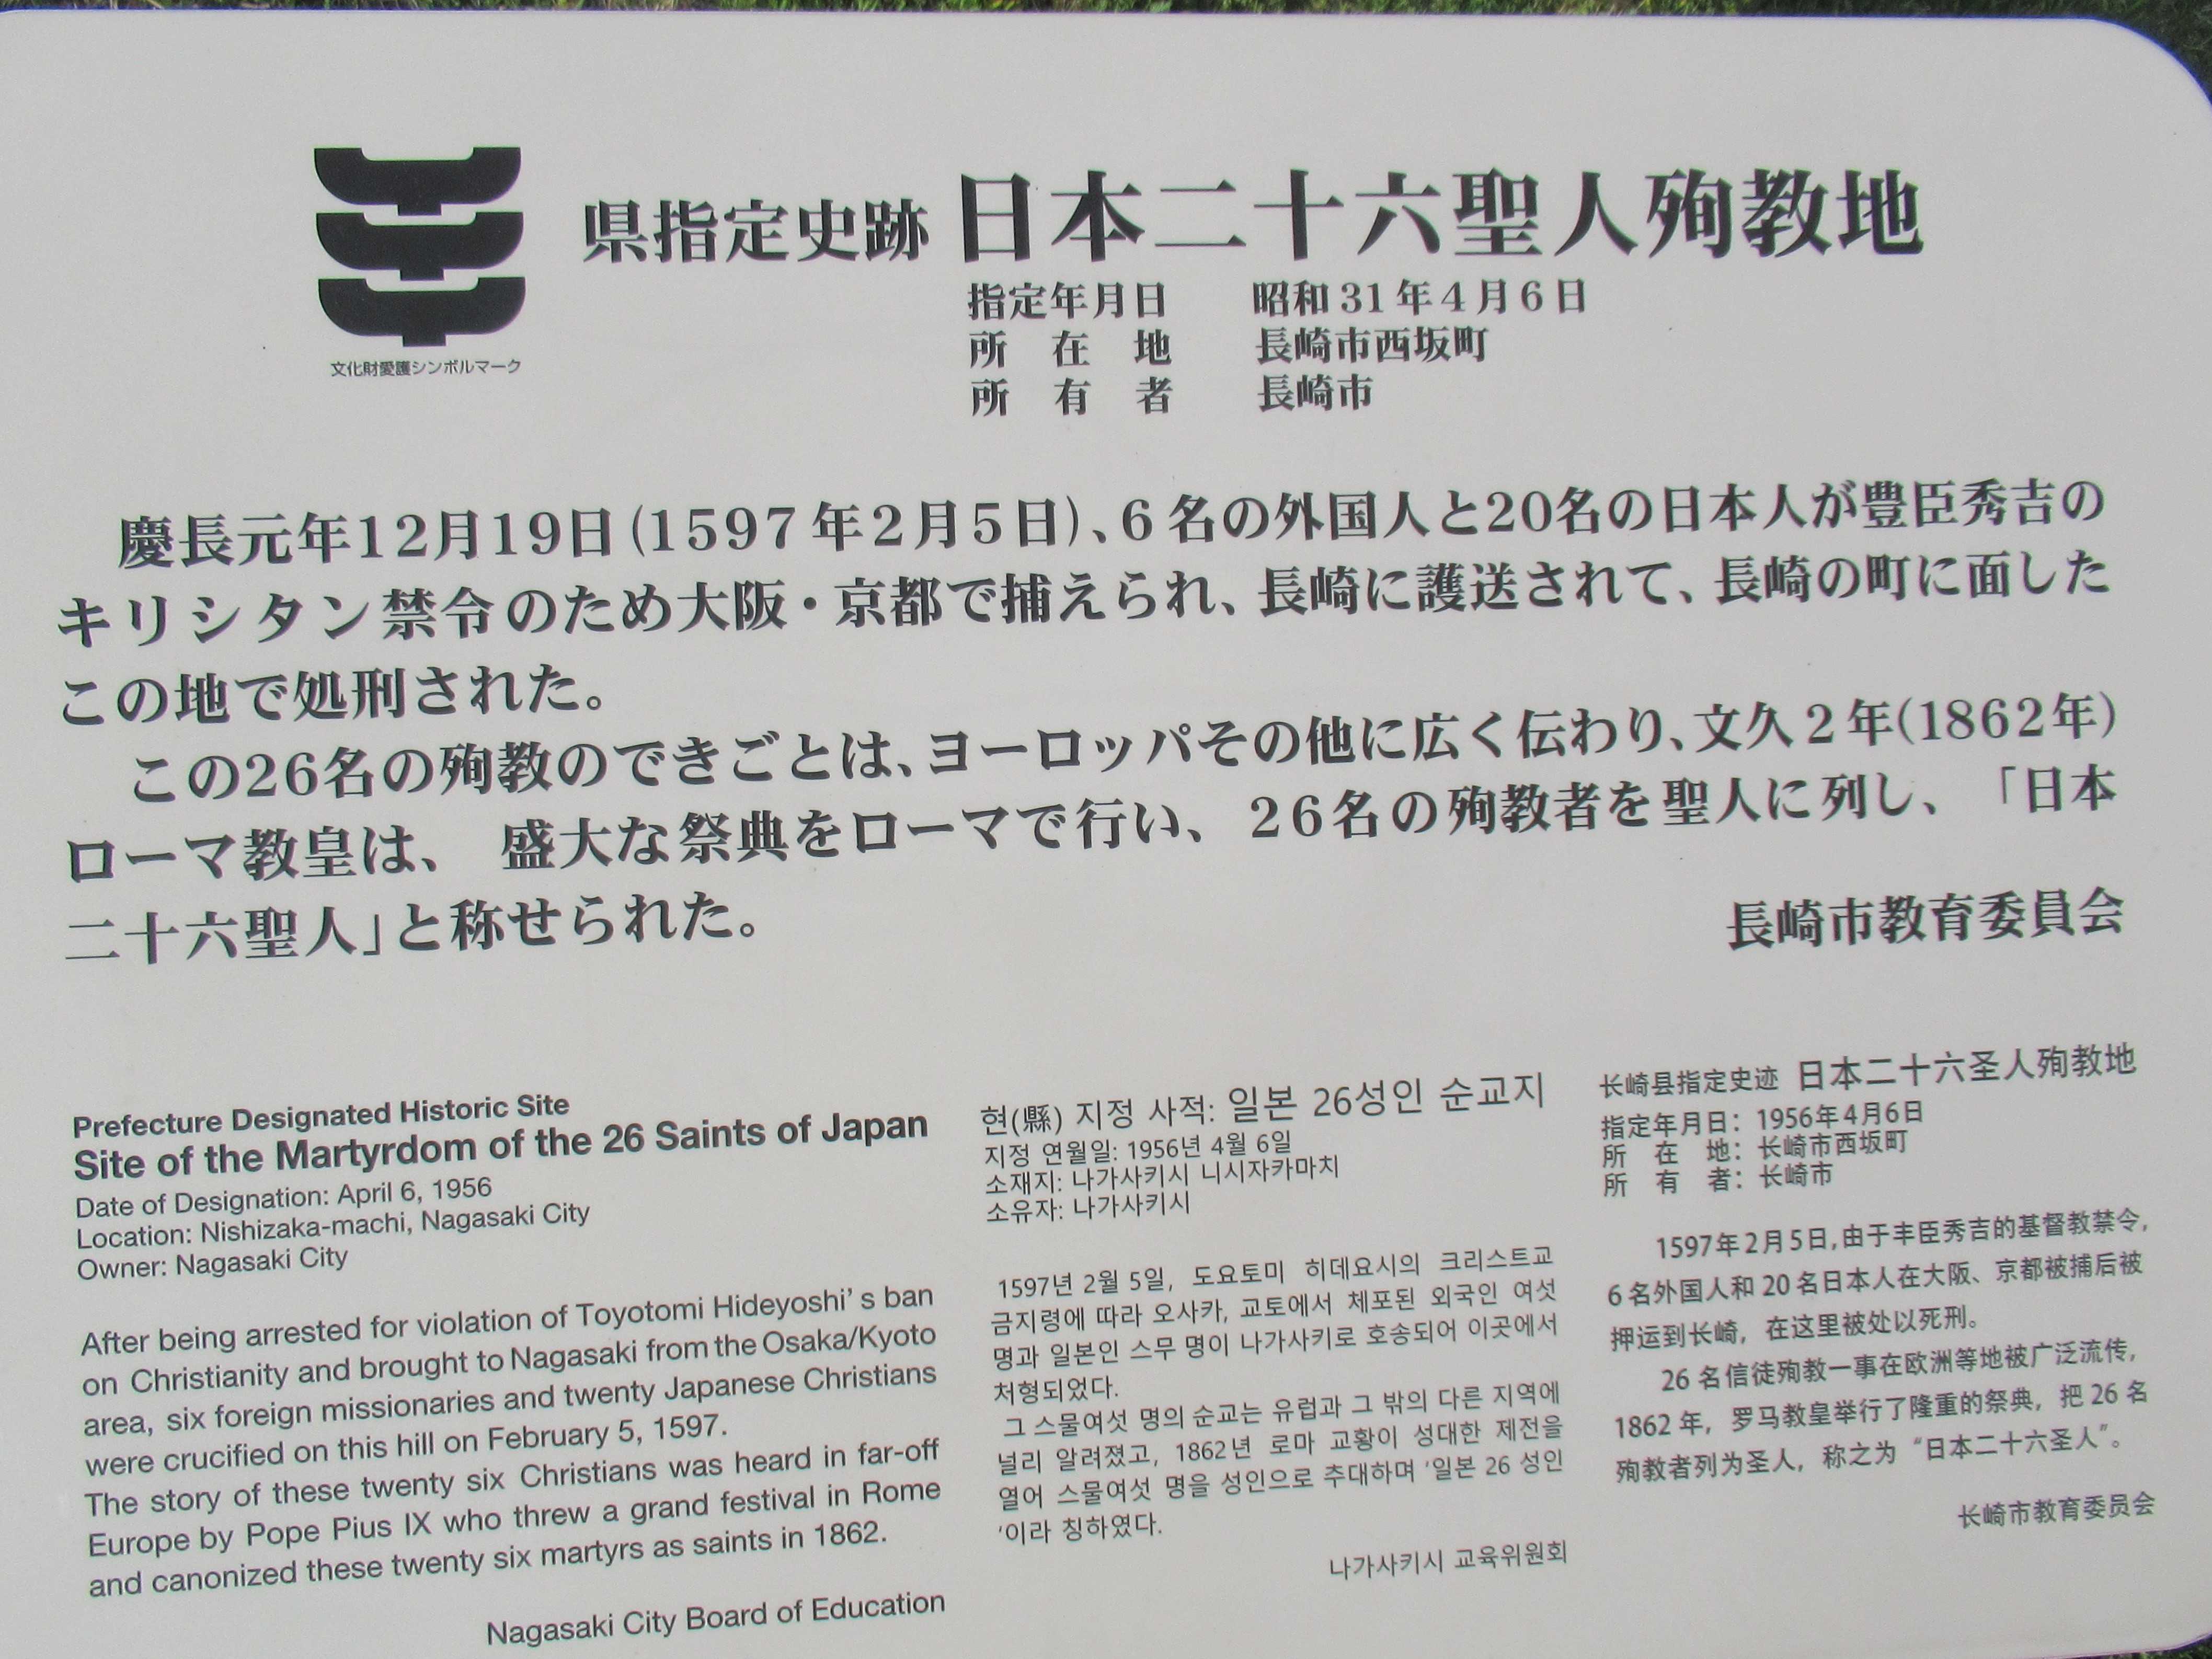 県指定史跡 日本二十六聖人殉教地
文化財愛護シンボルマーク
指定年月日 昭和31年4月6日
所在地 長崎市西坂町
所有者 長崎市
慶長元年12月19日(1597年2月5日)、6名の外国人と20名の日本人が豊臣秀吉の
キリシタン禁令のため大阪・京都で捕えられ、長崎に護送されて、長崎の町に面した
この地で処刑された。
この26名の殉教のできごとは、ヨーロッパその他に広く伝わり、文久2年(1862年)
ローマ教皇は、 盛大な祭典をローマで行い、 26名の殉教者を聖人に列し、「日本
二十六聖人」と称せられた。
長崎市教育委員会
Prefecture Designated Historic Site
Site of the Martyrdom of the 26 Saints of Japan
Date of Designation: April 6, 1956
Location: Nishizaka-machi, Nagasaki City
Owner: Nagasaki City
After being arrested for violation of Toyotomi Hideyoshi's ban
on Christianity and brought to Nagasaki from the Osaka/Kyoto
area, six foreign missionaries and twenty Japanese Christians
were crucified on this hill on February 5, 1597.
The story of these twenty six Christians was heard in far-off
Europe by Pope Pius IX who threw a grand festival in Rome
and canonized these twenty six martyrs as saints in 1862.
Nagasaki City Board of Education
현(縣) 지정 사적: 일본 26성인 순교지
지정 연월일: 1956년 4월 6일
소재지: 나가사키시 니시자카마치
소유자: 나가사키시
1597년 2월 5일, 도요토미 히데요시의 크리스트교
금지령에 따라 오사카, 교토에서 체포된 외국인 여섯
명과 일본인 스무 명이 나가사키로 호송되어 이곳에서
처형되었다.
그 스물여섯 명의 순교는 유럽과 그 밖의 다른 지역에
널리 알려졌고, 1862년 로마 교황이 성대한 제전을
열어 스물여섯 명을 성인으로 추대하며 '일본 26 성인
'이라 칭하였다.
나가사키시 교육위원회
长崎县指定史迹 日本二十六圣人殉教地
指定年月日：1956年4月6日
所在地：长崎市西坂町
所有者：长崎市
1597年2月5日,由于丰臣秀吉的基督教禁令,
6名外国人和20名日本人在大阪、京都被捕后被
押运到长崎，在这里被处以死刑。
26名信徒殉教一事在欧洲等地被广泛流传，
1862年，罗马教皇举行了隆重的祭典，把26名
殉教者列为圣人，称之为“日本二十六圣人”。
长崎市教育委员会